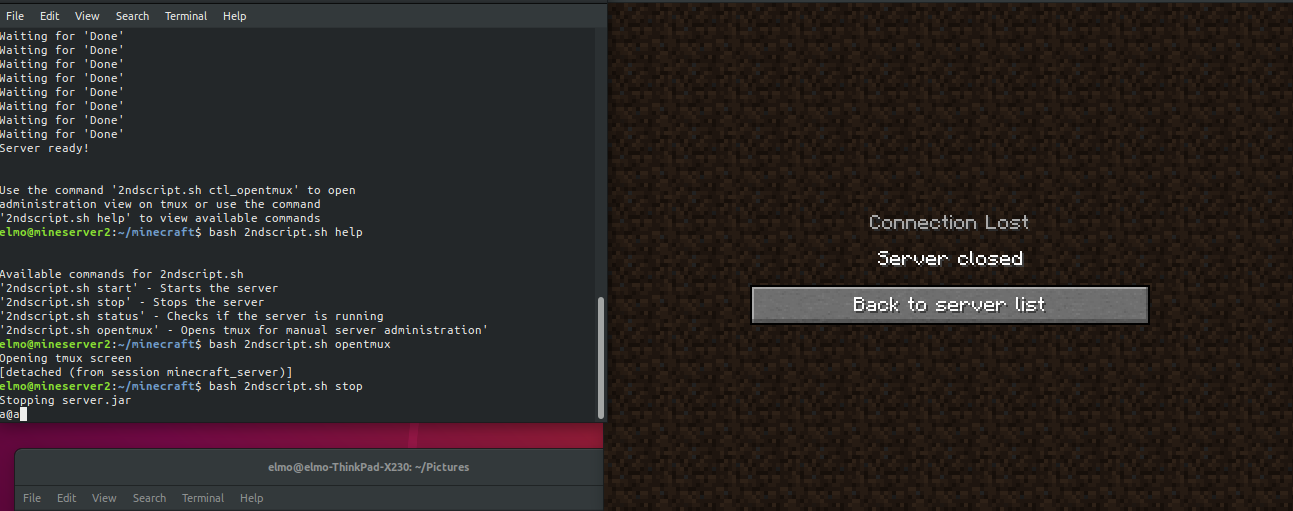 File Edit View Search Terminal Help
Waiting for 'Done'
Waiting for 'Done'
Waiting for 'Done'
Waiting for 'Done'
Waiting for 'Done'
Waiting for 'Done'
Waiting for 'Done'
Waiting for 'Done'
Server ready!
Use the command '2ndscript.sh ctl_opentmux' to open
administration view on tmux or use the command
'2ndscript.sh help' to view available commands
elmo@mineserver2:~/minecraft$ bash 2ndscript.sh help
Available commands for 2ndscript.sh
'2ndscript.sh start' - Starts the server
'2ndscript.sh stop' - Stops the server
'2ndscript.sh status' - Checks if the server is running
'2ndscript.sh opentmux' - Opens tmux for manual server administration'
elmo@mineserver2:~/minecraft$ bash 2ndscript.sh opentmux
Opening tmux screen
[detached (from session minecraft_server)]
elmo@mineserver2:~/minecraft$ bash 2ndscript.sh stop
Stopping server.jar
a@a
elmo@elmo-ThinkPad-X230: ~/Pictures
File Edit View Search Terminal Help
Connection Lost
Server closed
Back to server list